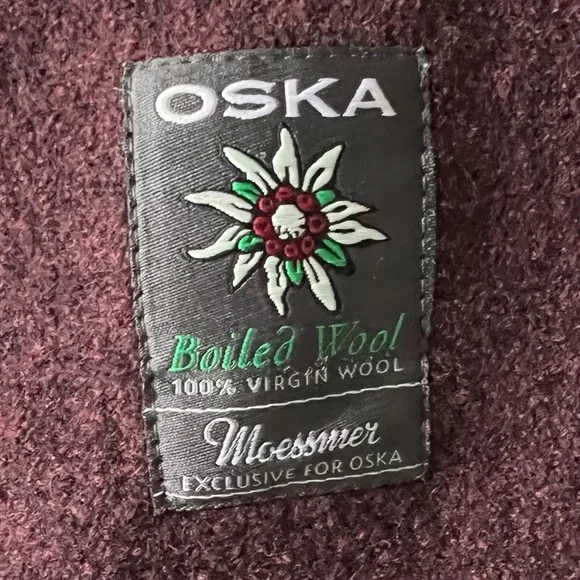 OSKA
Boiled Wool
100% VIRGIN WOOL
Moessmer
EXCLUSIVE FOR OSKA